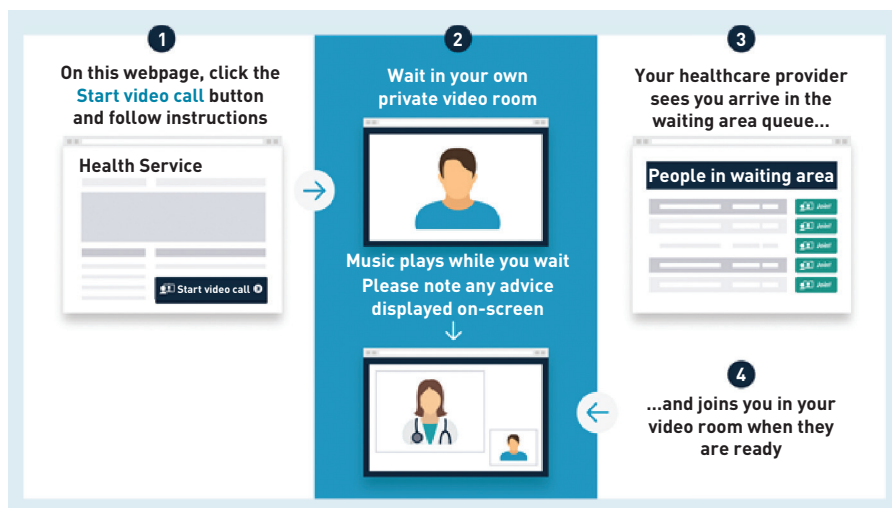 1
On this webpage, click the
Start video call button
and follow instructions
Health Service
Start video call
2
Wait in your own
private video room
Music plays while you wait
Please note any advice
displayed on-screen
3
Your healthcare provider
sees you arrive in the
waiting area queue...
People in waiting area
Join!
Join!
Join!
Join!
Join!
4
...and joins you in your
video room when they
are ready